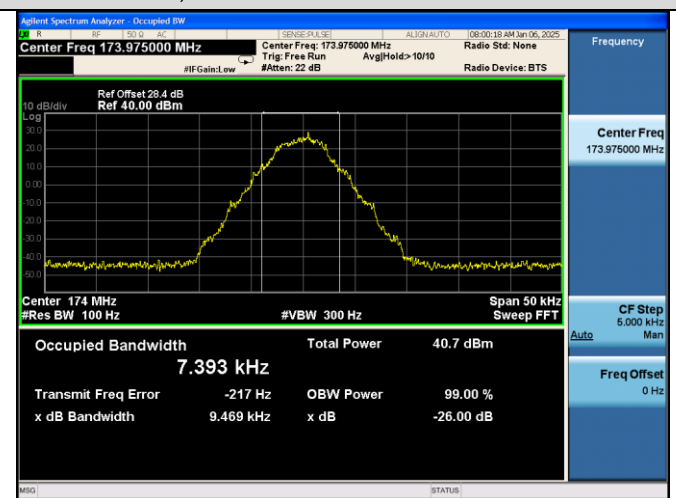 Agilent Spectrum Analyzer - Occupied BW
LXI R RF 50 Ω AC SENSE:PULSE ALIGN AUTO 08:00:18 AM Jan 06, 2025
Center Freq 173.975000 MHz Center Freq: 173.975000 MHz Radio Std: None Frequency
Trig: Free Run Avg|Hold:>10/10
#IFGain:Low #Atten: 22 dB Radio Device: BTS
Ref Offset 28.4 dB
10 dB/div Ref 40.00 dBm
Log
30.0
20.0
10.0
0.00
-10.0
-20.0
-30.0
-40.0
-50.0
Center Freq
173.975000 MHz
Center 174 MHz Span 50 kHz
#Res BW 100 Hz #VBW 300 Hz Sweep FFT
CF Step
5.000 kHz
Auto Man
Occupied Bandwidth Total Power 40.7 dBm
7.393 kHz
Freq Offset
0 Hz
Transmit Freq Error -217 Hz OBW Power 99.00 %
x dB Bandwidth 9.469 kHz x dB -26.00 dB
MSG STATUS